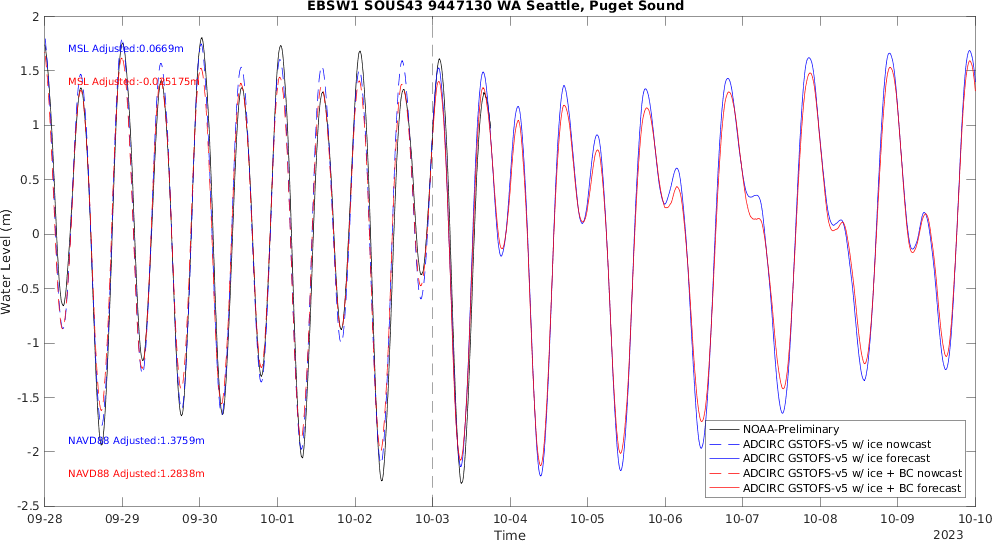 EBSW1 SOUS43 9447130 WA Seattle, Puget Sound
2
1.5
1
0.5
0
-0.5
-1
-1.5
-2
-2.5
Water Level (m)
MSL Adjusted:0.0669m
NAVD88 Adjusted:1.3759m
NAVD88 Adjusted:1.2838m
NOAA-Preliminary
ADCIRC GSTOFS-v5 w/ ice nowcast
ADCIRC GSTOFS-v5 w/ ice forecast
ADCIRC GSTOFS-v5 w/ ice + BC nowcast
ADCIRC GSTOFS-v5 w/ ice + BC forecast
09-28 09-29 09-30 10-01 10-02 10-03 10-04 10-05 10-06 10-07 10-08 10-09 10-10
Time
2023